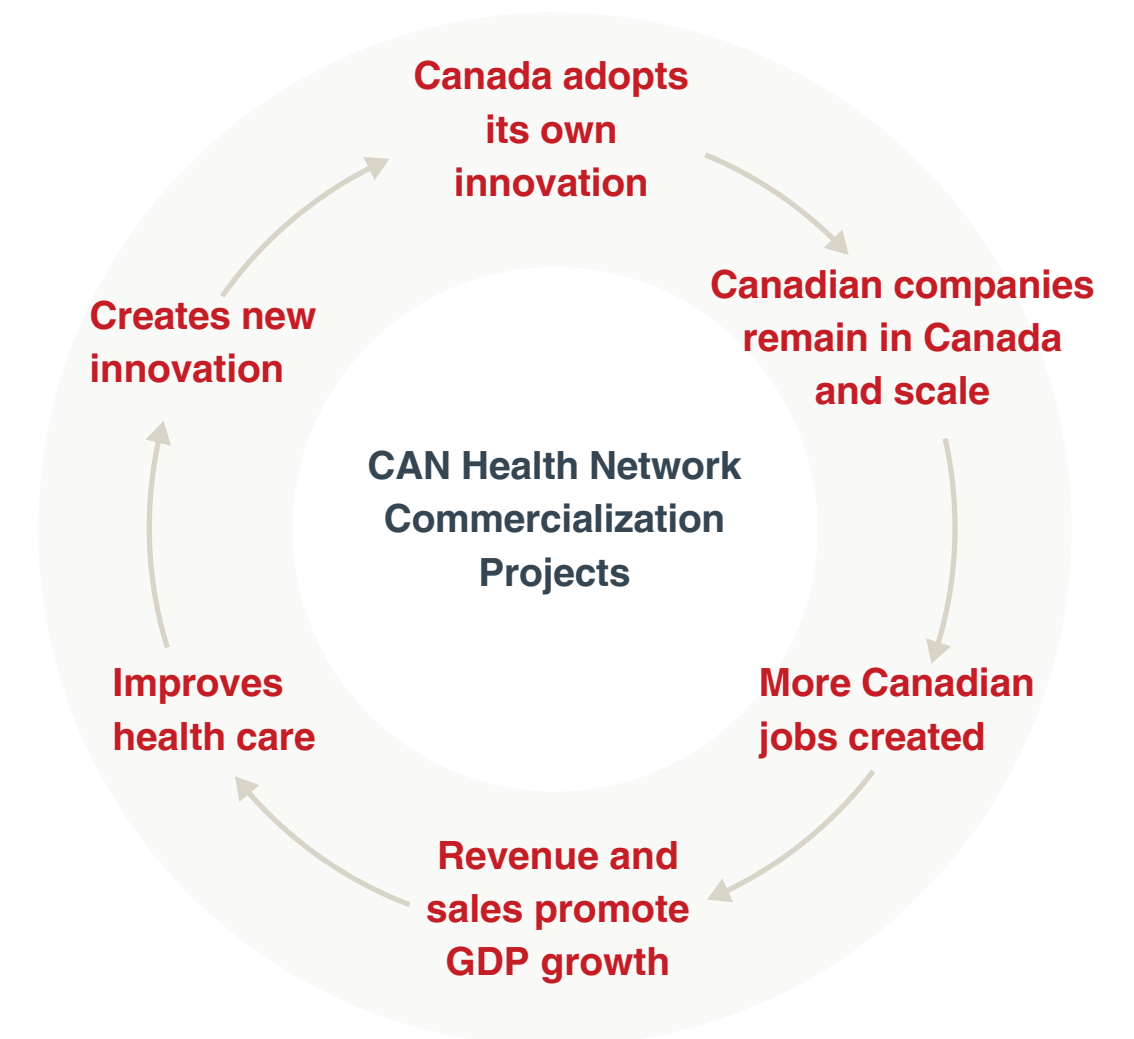 Canada adopts
its own
innovation
Canadian companies
remain in Canada
and scale
More Canadian
jobs created
Revenue and
sales promote
GDP growth
Improves
health care
Creates new
innovation
CAN Health Network
Commercialization
Projects